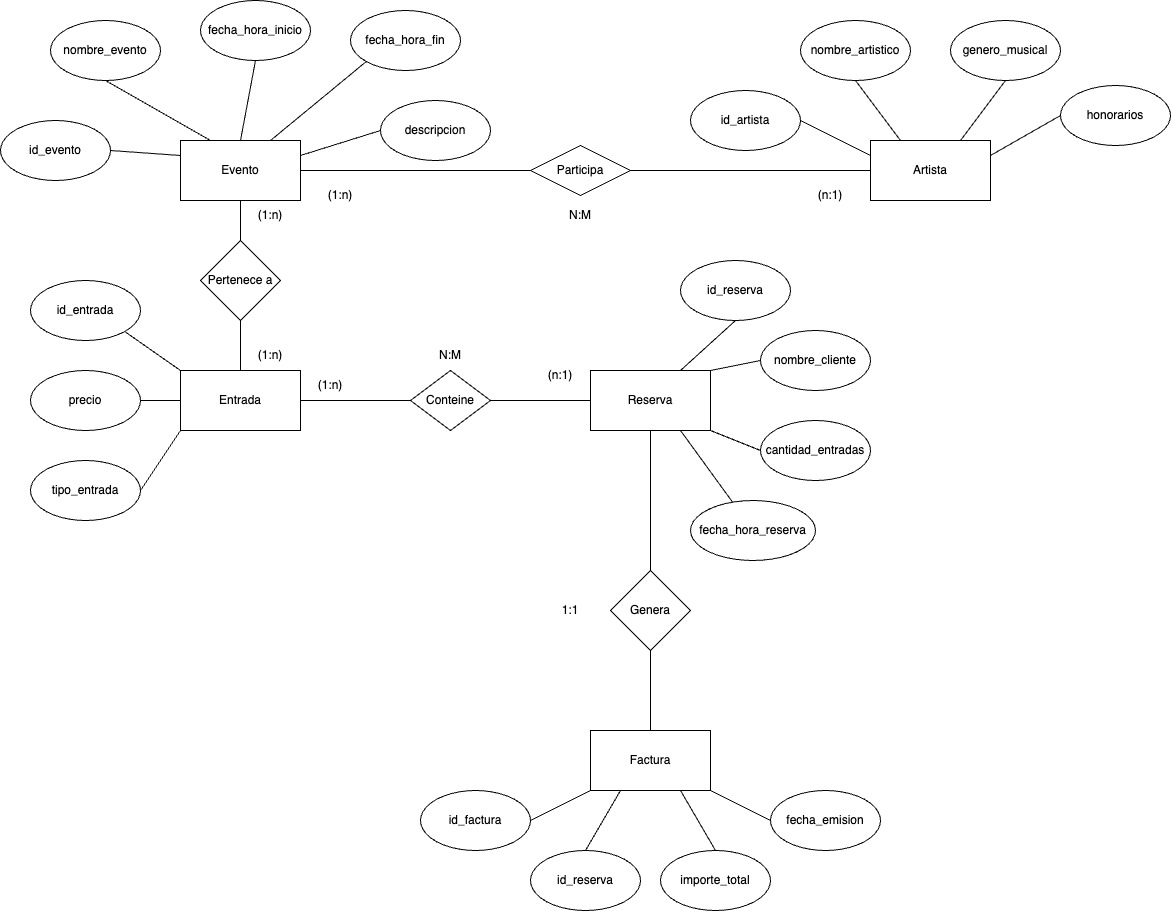 fecha_hora_inicio
nombre_evento
fecha_hora_fin
nombre_artistico
genero_musical
id_evento
descripcion
id_artista
honorarios
Evento
Participa
Artista
(1:n)
(1:n)
N:M
(n:1)
Pertenece a
id_entrada
id_reserva
(1:n)
N:M
nombre_cliente
(1:n)
(n:1)
precio
Entrada
Conteine
Reserva
cantidad_entradas
tipo_entrada
fecha_hora_reserva
1:1
Genera
Factura
id_factura
fecha_emision
id_reserva
importe_total